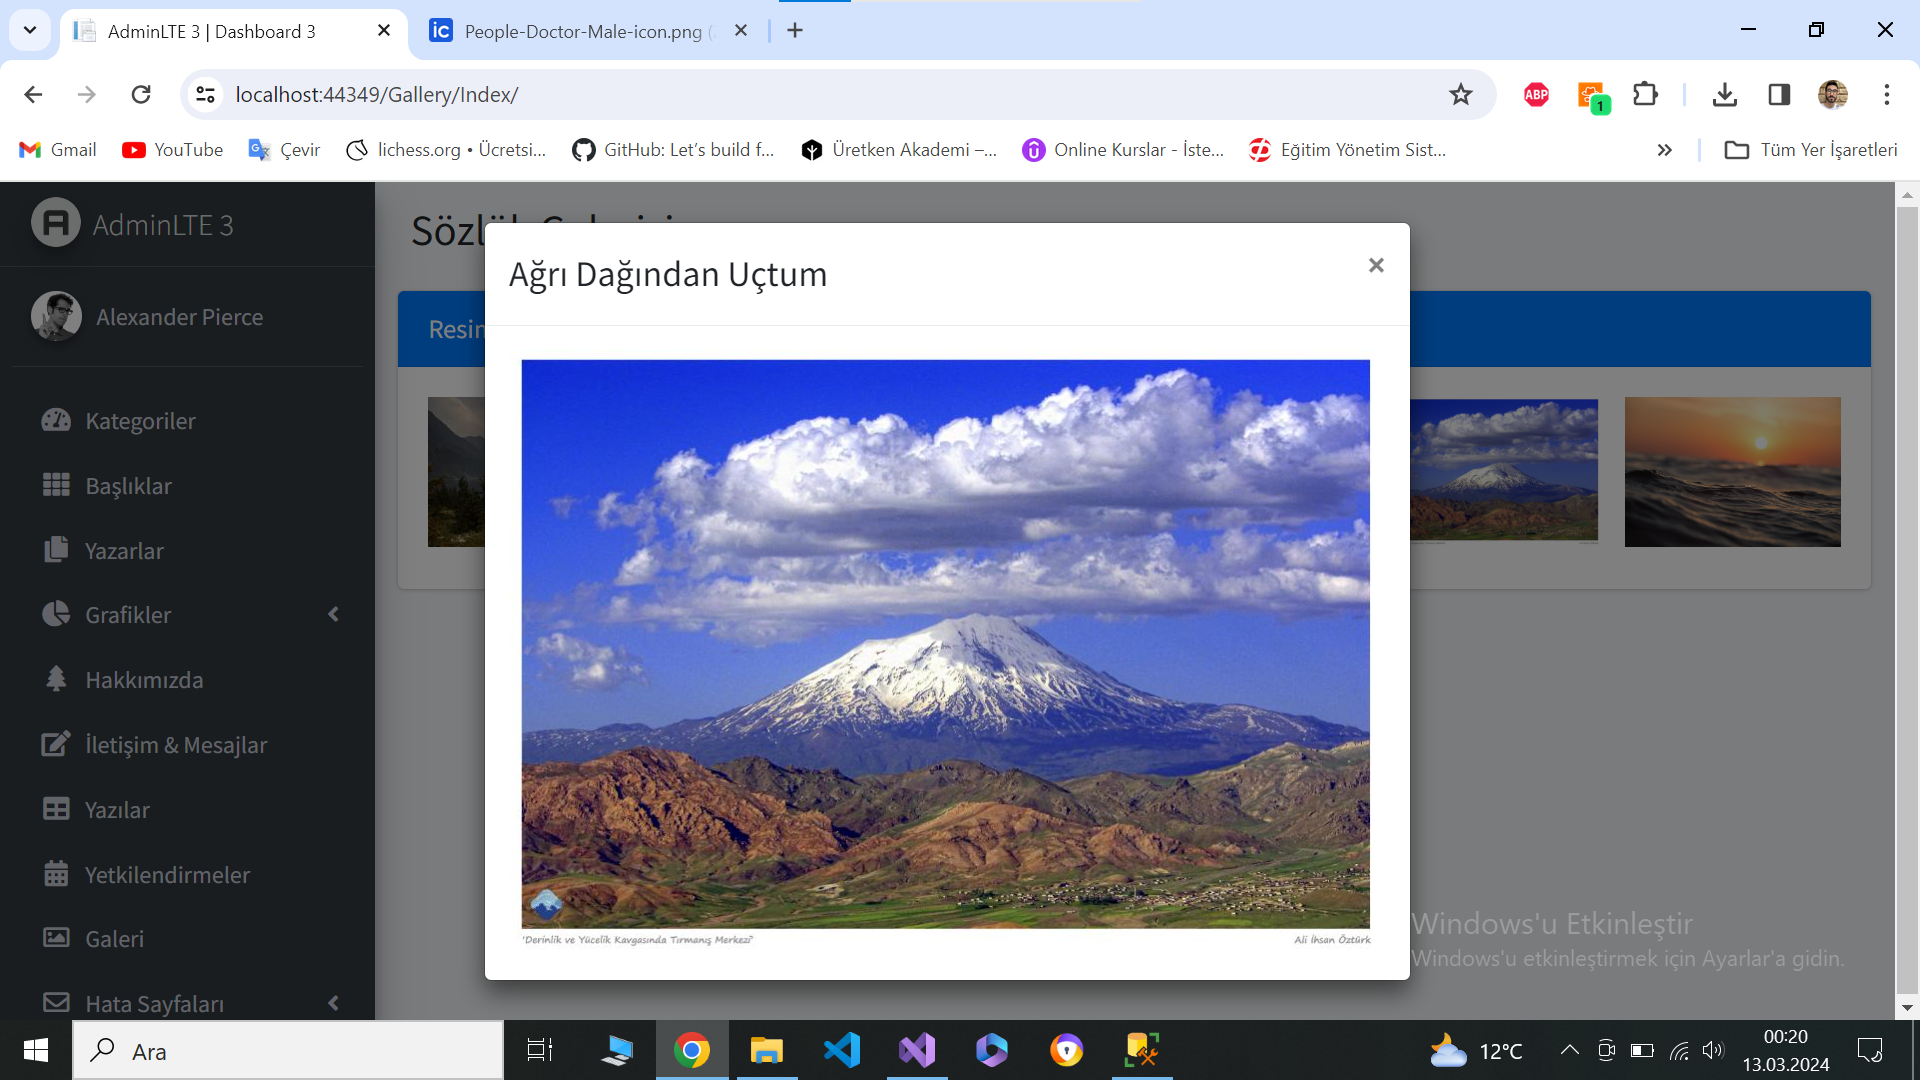 AdminLTE 3 | Dashboard 3
People-Doctor-Male-icon.png (
localhost:44349/Gallery/Index/
ABP
1
Gmail
YouTube
Çevir
lichess.org • Ücretsi...
GitHub: Let's build f...
Üretken Akademi –...
Online Kurslar - İste...
Eğitim Yönetim Sist...
Tüm Yer İşaretleri
AdminLTE 3
Alexander Pierce
Kategoriler
Başlıklar
Yazarlar
Grafikler
Hakkımızda
İletişim & Mesajlar
Yazılar
Yetkilendirmeler
Galeri
Hata Sayfaları
Ağrı Dağından Uçtum
×
'Derinlik ve Yücelik Kavgasında Tırmanış Merkezi'
Ali İhsan Öztürk
Windows'u Etkinleştir
Windows'u etkinleştirmek için Ayarlar'a gidin.
Ara
12°C
00:20
13.03.2024